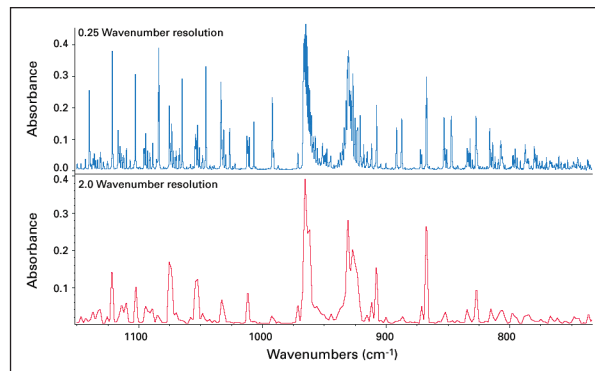 0.25 Wavenumber resolution
0.4
0.3
0.2
0.1
0.0
Absorbance
2.0 Wavenumber resolution
0.4
0.3
0.2
0.1
Absorbance
1100 1000 900 800
Wavenumbers (cm⁻¹)